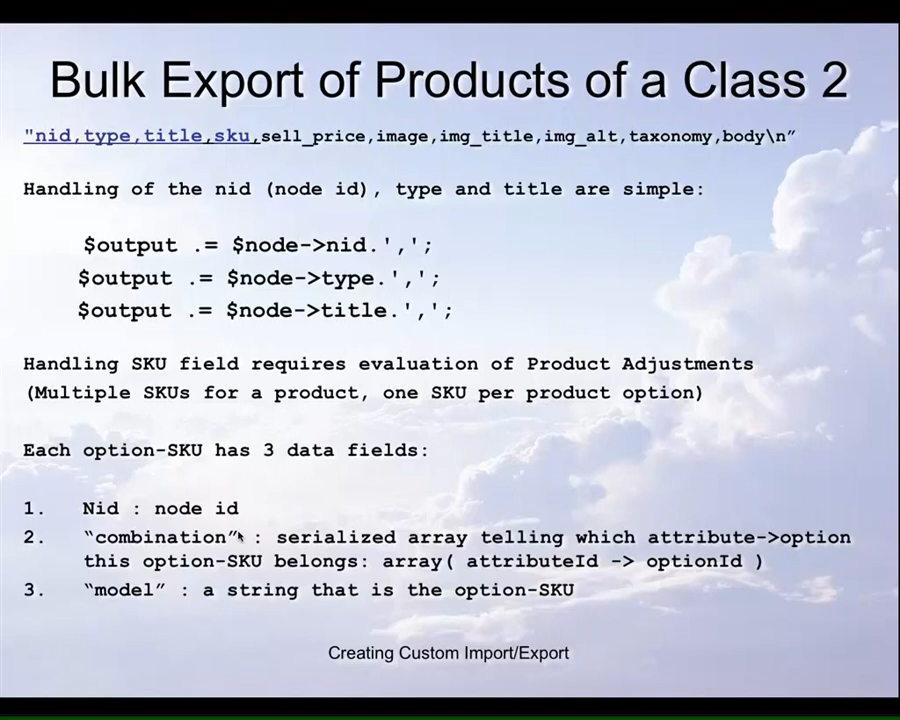 Bulk Export of Products of a Class 2
"nid,type,title,sku,sell_price,image,img_title,img_alt,taxonomy,body\n”
Handling of the nid (node id), type and title are simple:
$output .= $node->nid.',';
$output .= $node->type.',';
$output .= $node->title.',';
Handling SKU field requires evaluation of Product Adjustments
(Multiple SKUs for a product, one SKU per product option)
Each option-SKU has 3 data fields:
1. Nid : node id
2. “combination” : serialized array telling which attribute->option
this option-SKU belongs: array( attributeId -> optionId )
3. “model” : a string that is the option-SKU
Creating Custom Import/Export